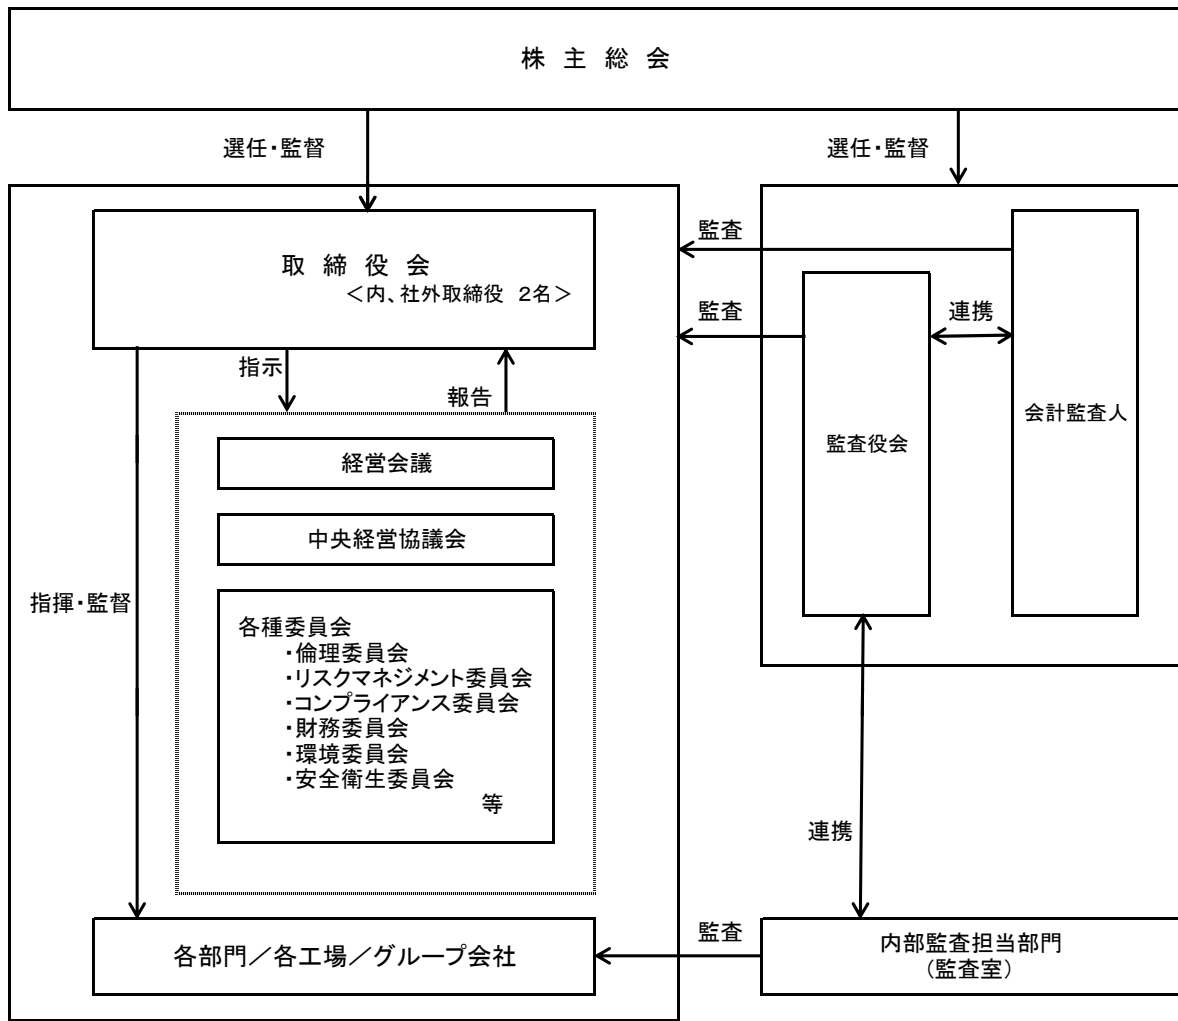 株 主 総 会
選任・監督
選任・監督
取 締 役 会
＜内、社外取締役 2名＞
監査
監査
連携
指示
報告
会計監査人
監査役会
経営会議
中央経営協議会
指揮・監督
各種委員会
・倫理委員会
・リスクマネジメント委員会
・コンプライアンス委員会
・財務委員会
・環境委員会
・安全衛生委員会
等
連携
各部門／各工場／グループ会社
監査
内部監査担当部門
（監査室）